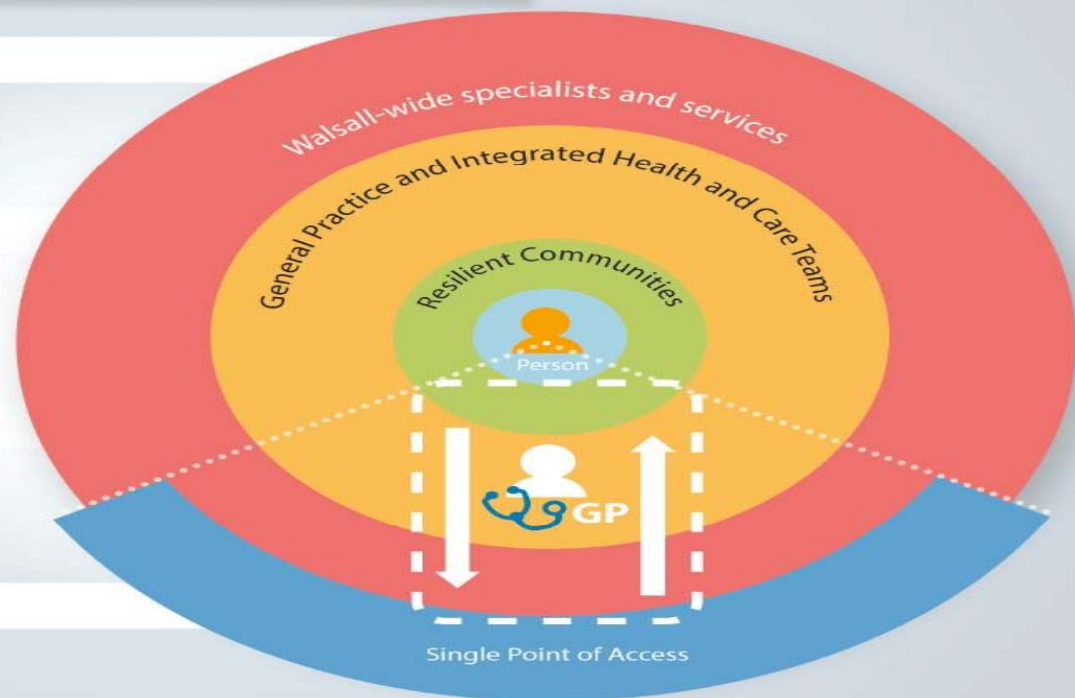 Walsall-wide specialists and services
General Practice and Integrated Health and Care Teams
Resilient Communities
Person
GP
Single Point of Access